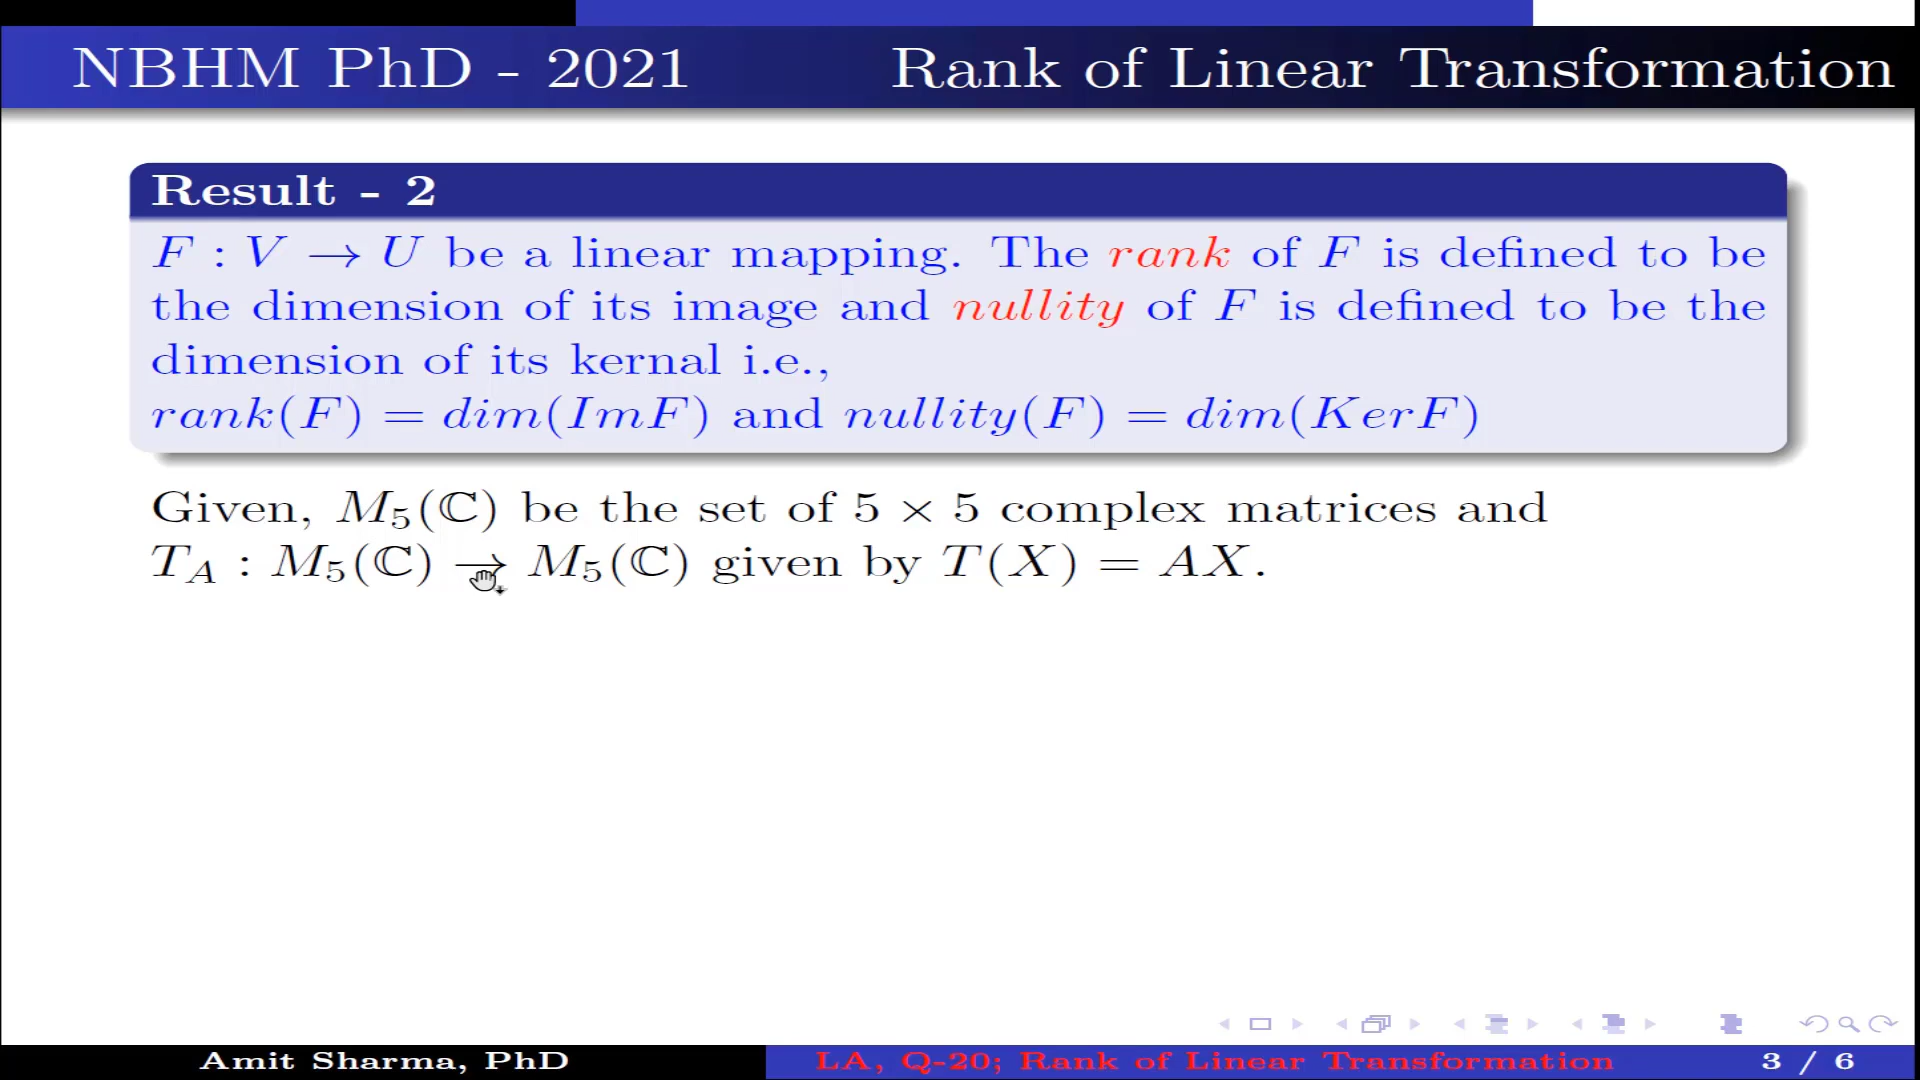 NBHM PhD - 2021 Rank of Linear Transformation
Result - 2
F : V → U be a linear mapping. The rank of F is defined to be
the dimension of its image and nullity of F is defined to be the
dimension of its kernal i.e.,
rank(F) = dim(ImF) and nullity(F) = dim(KerF)
Given, M₅(ℂ) be the set of 5 × 5 complex matrices and
T_A : M₅(ℂ) → M₅(ℂ) given by T(X) = AX.
Amit Sharma, PhD LA, Q-20; Rank of Linear Transformation 3 / 6